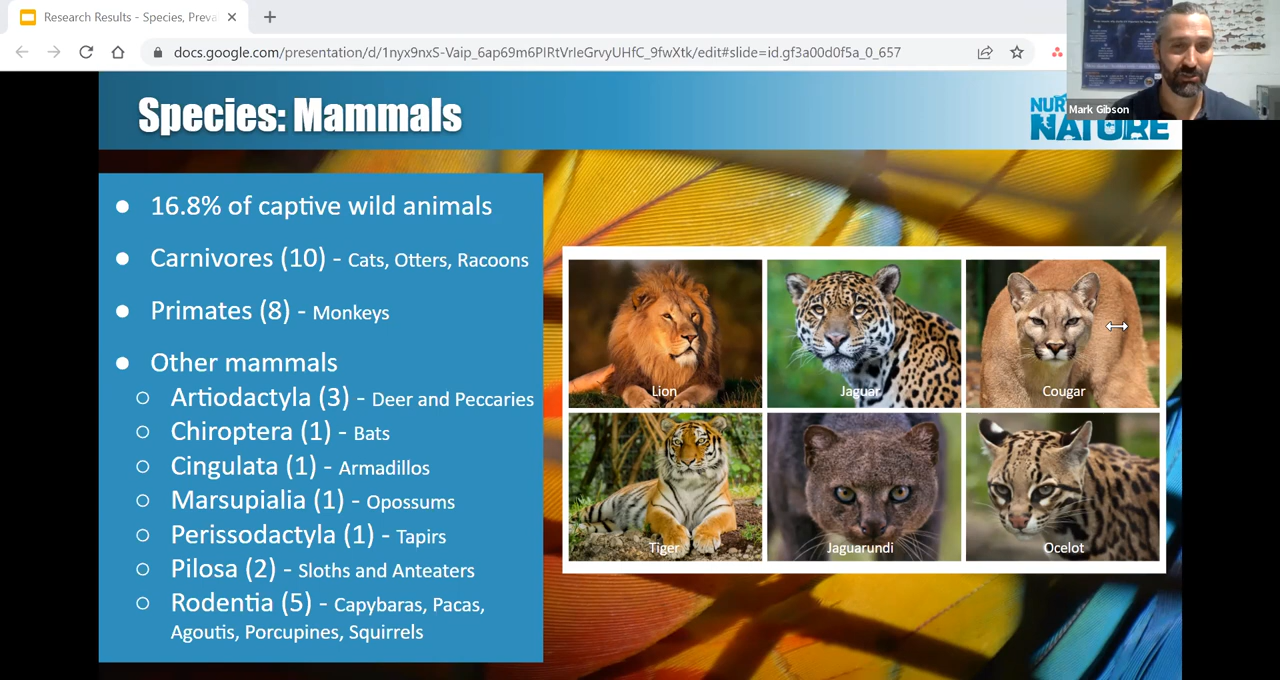 Research Results - Species, Preva
docs.google.com/presentation/d/1nyx9nxS-Vaip_6ap69m6PIRtVrIeGrvyUHfC_9fwXtk/edit#slide=id.gf3a00d0f5a_0_657
Mark Gibson
Species: Mammals
NUR
NATURE
16.8% of captive wild animals
Carnivores (10) - Cats, Otters, Racoons
Primates (8) - Monkeys
Other mammals
Artiodactyla (3) - Deer and Peccaries
Chiroptera (1) - Bats
Cingulata (1) - Armadillos
Marsupialia (1) - Opossums
Perissodactyla (1) - Tapirs
Pilosa (2) - Sloths and Anteaters
Rodentia (5) - Capybaras, Pacas,
Agoutis, Porcupines, Squirrels
Lion
Jaguar
Cougar
Tiger
Jaguarundi
Ocelot